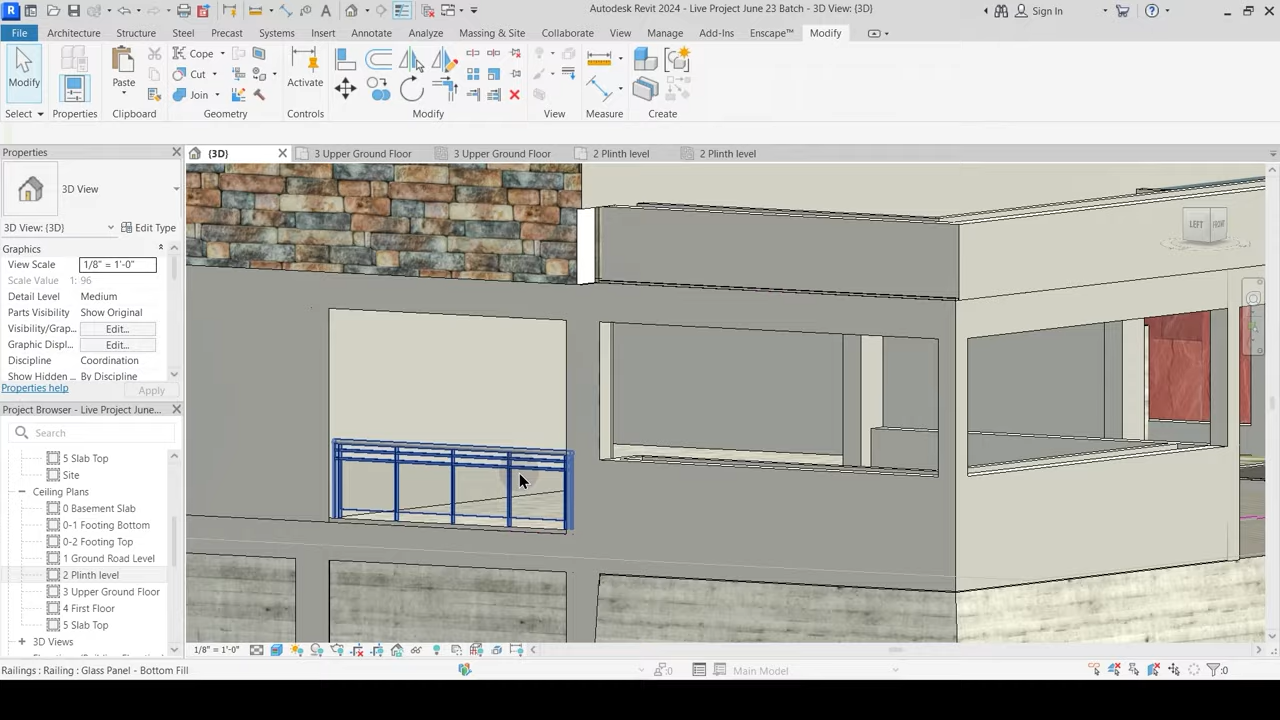 Autodesk Revit 2024 - Live Project June 23 Batch - 3D View: {3D}
Sign In
File Architecture Structure Steel Precast Systems Insert Annotate Analyze Massing & Site Collaborate View Manage Add-Ins Enscape™ Modify
Modify
Paste
Cope
Cut
Join
Activate
Select Properties Clipboard Geometry Controls Modify View Measure Create
Properties
{3D} 3 Upper Ground Floor 3 Upper Ground Floor 2 Plinth level 2 Plinth level
3D View
3D View: {3D} Edit Type
Graphics
View Scale 1/8" = 1'-0"
Scale Value 1: 96
Detail Level Medium
Parts Visibility Show Original
Visibility/Grap... Edit...
Graphic Displ... Edit...
Discipline Coordination
Show Hidden ... By Discipline
Properties help Apply
LEFT FRONT
Project Browser - Live Project June...
Search
5 Slab Top
Site
Ceiling Plans
0 Basement Slab
0-1 Footing Bottom
0-2 Footing Top
1 Ground Road Level
2 Plinth level
3 Upper Ground Floor
4 First Floor
5 Slab Top
3D Views
1/8" = 1'-0"
Railings : Railing : Glass Panel - Bottom Fill :0 Main Model :0